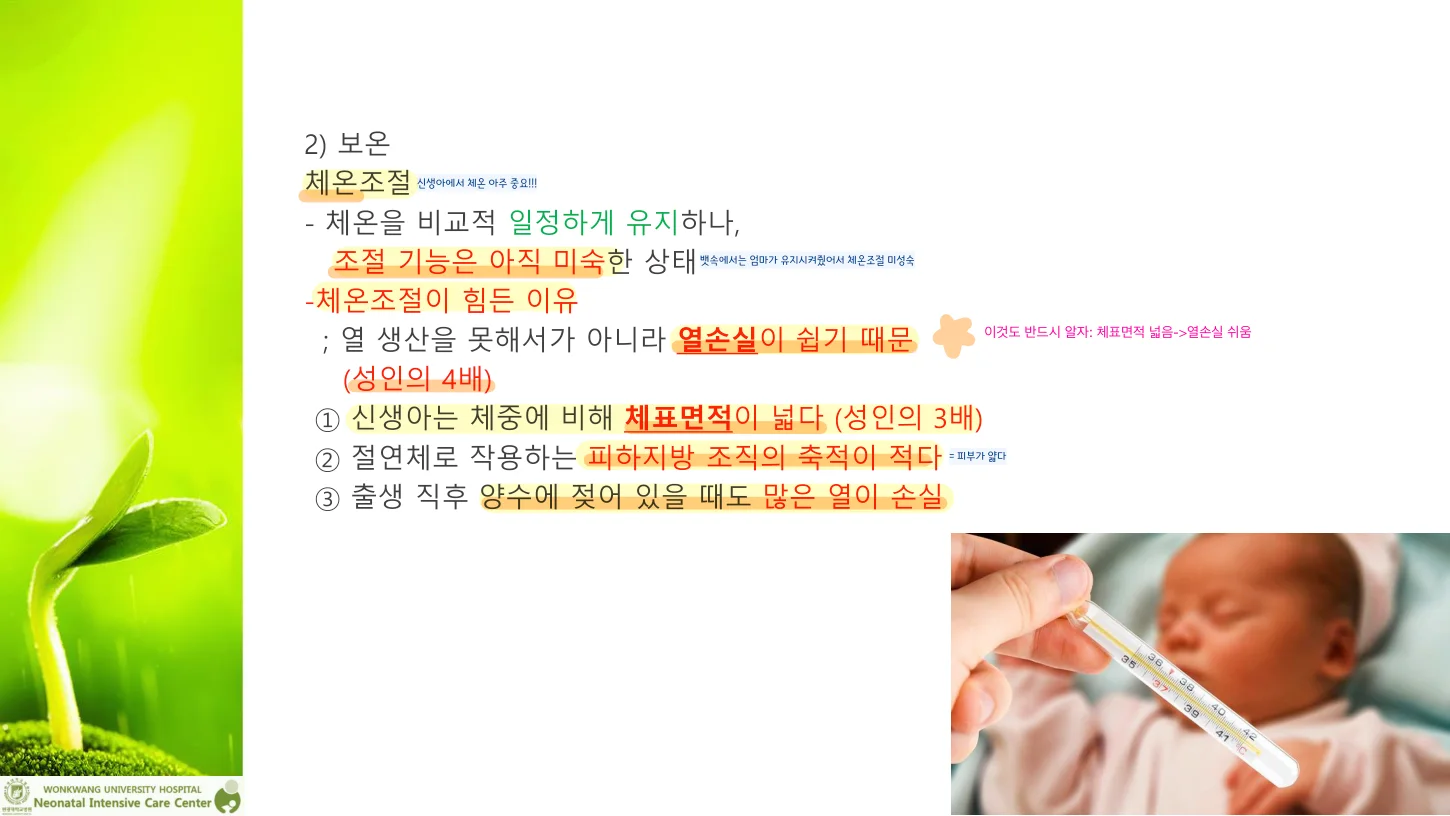 2) 보온
체온조절 신생아에서 체온 아주 중요!!!
- 체온을 비교적 일정하게 유지하나,
조절 기능은 아직 미숙한 상태 뱃속에서는 엄마가 유지시켜줬어서 체온조절 미성숙
-체온조절이 힘든 이유
; 열 생산을 못해서가 아니라 열손실이 쉽기 때문 이것도 반드시 알자: 체표면적 넓음->열손실 쉬움
(성인의 4배)
① 신생아는 체중에 비해 체표면적이 넓다 (성인의 3배)
② 절연체로 작용하는 피하지방 조직의 축적이 적다 = 피부가 얇다
③ 출생 직후 양수에 젖어 있을 때도 많은 열이 손실
35 36 37 38 39 40 41 42 °C
WONKWANG UNIVERSITY HOSPITAL
Neonatal Intensive Care Center